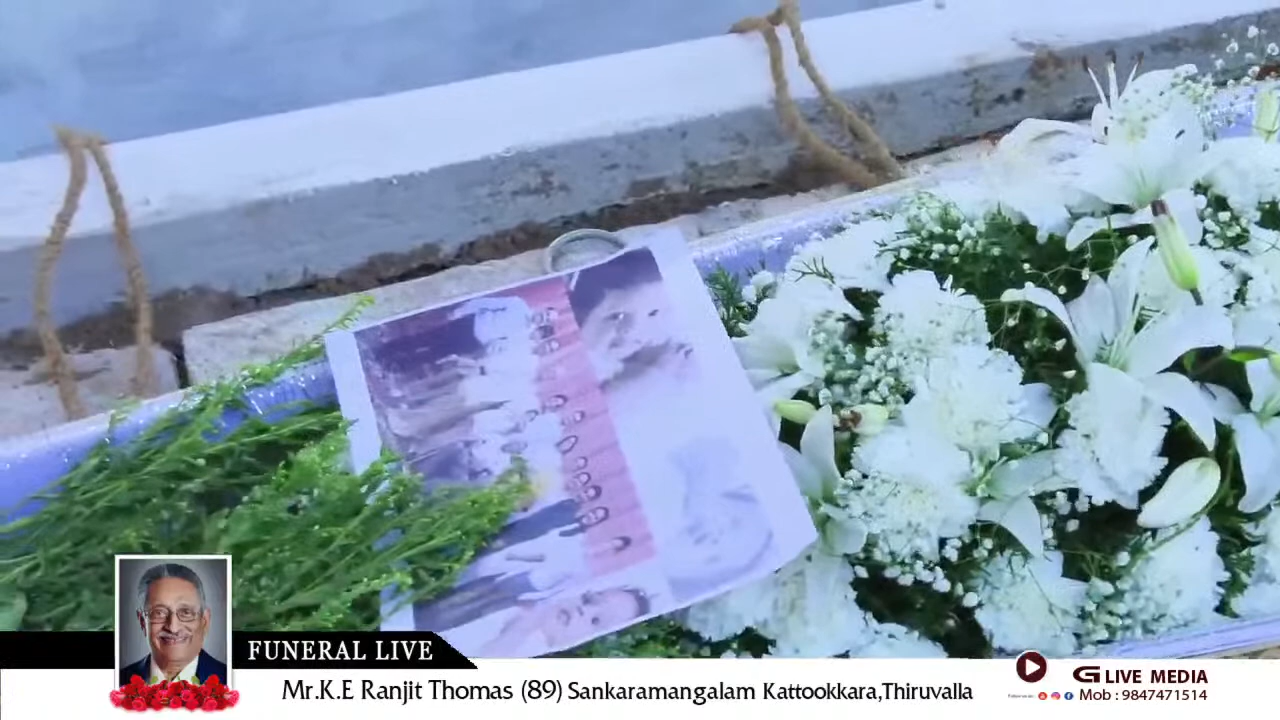 FUNERAL LIVE
Mr.K.E Ranjit Thomas (89) Sankaramangalam Kattookkara,Thiruvalla
G LIVE MEDIA
Mob : 9847471514